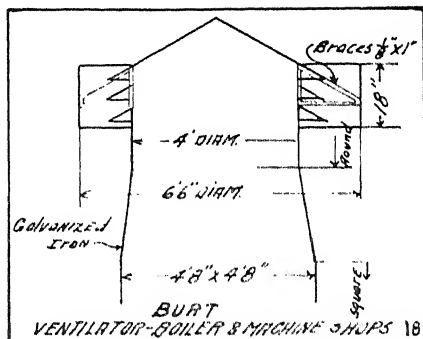 Braces ⅛" x 1"
18"
4' DIAM.
Round
6'6" DIAM.
Galvanized
Iron
4'8" x 4'8"
Square
BURT
VENTILATOR-BOILER & MACHINE SHOPS 18